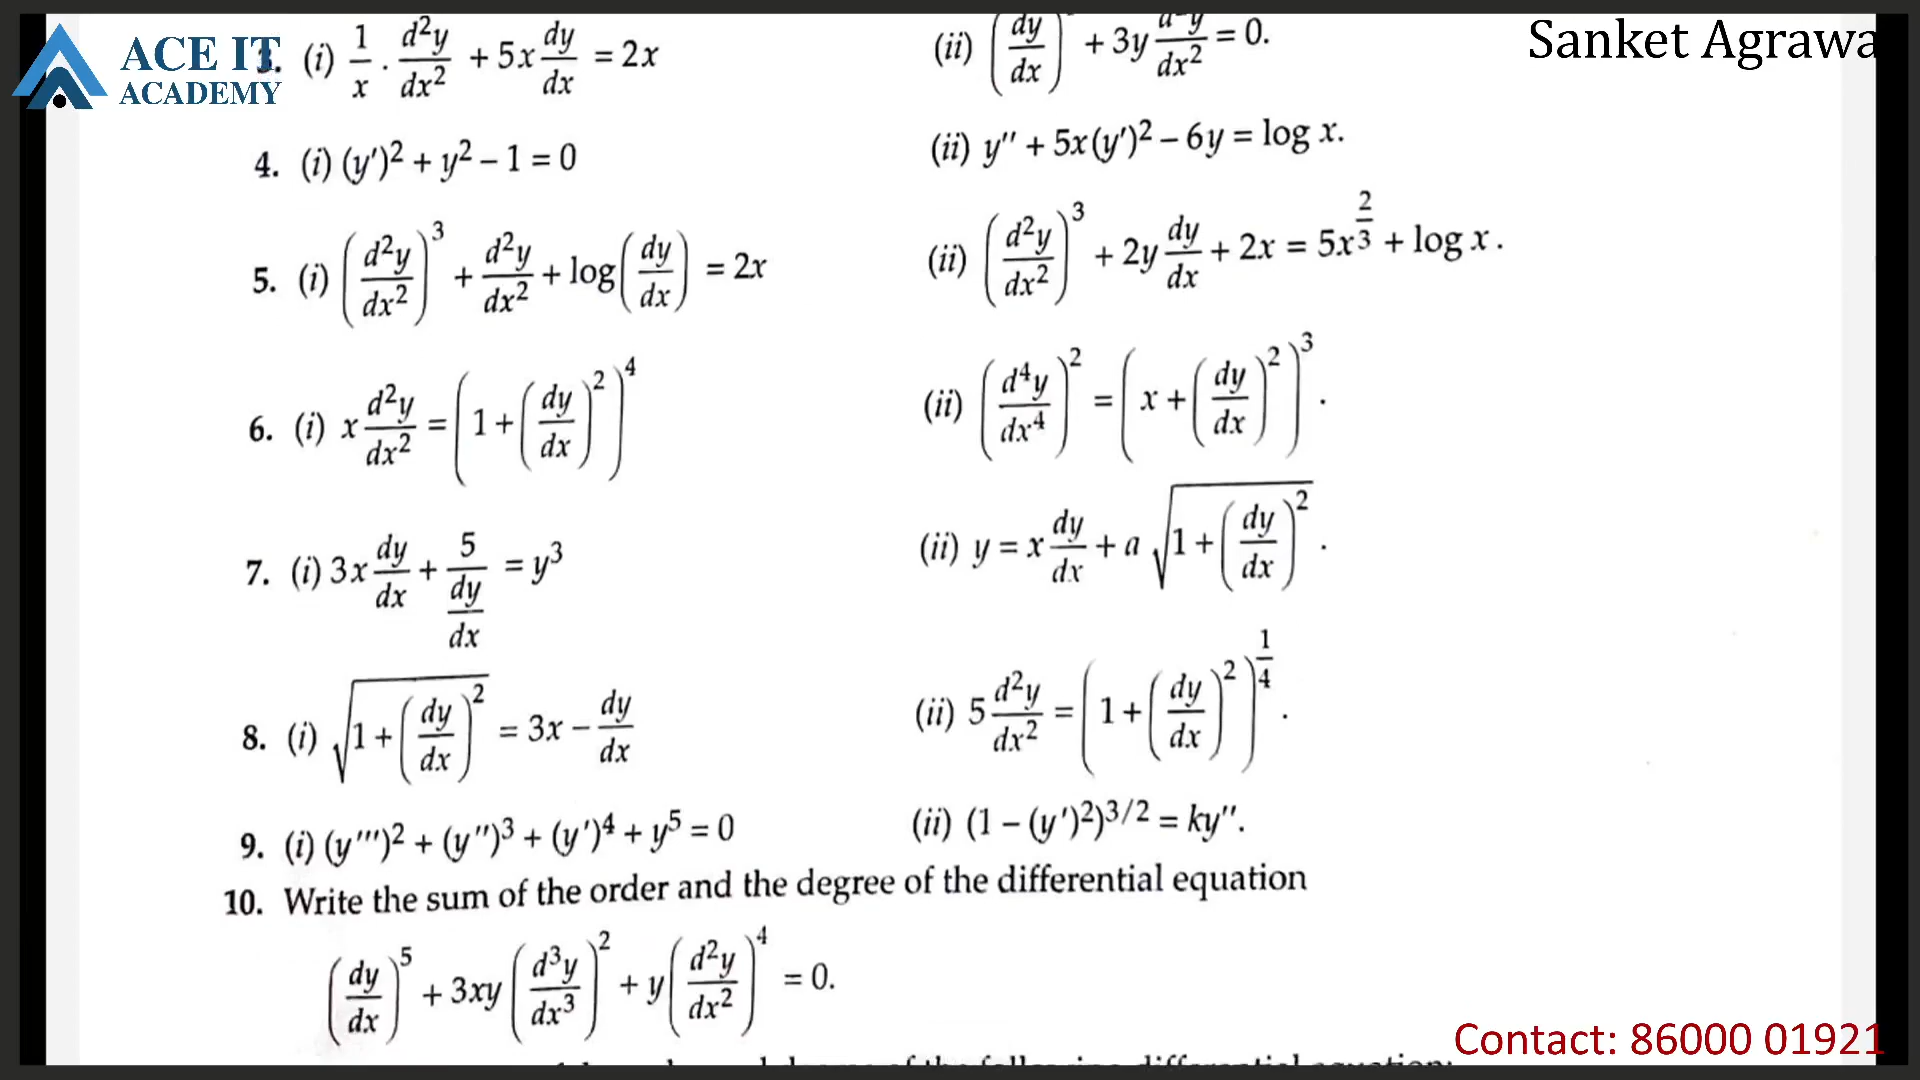 ACE IT
ACADEMY
Sanket Agrawa
3. (i) 1/x . d²y/dx² + 5x dy/dx = 2x
(ii) (dy/dx) + 3y d²y/dx² = 0.
4. (i) (y′)² + y² – 1 = 0
(ii) y″ + 5x(y′)² – 6y = log x.
5. (i) (d²y/dx²)³ + d²y/dx² + log(dy/dx) = 2x
(ii) (d²y/dx²)³ + 2y dy/dx + 2x = 5x^(2/3) + log x .
6. (i) x d²y/dx² = (1 + (dy/dx)²)⁴
(ii) (d⁴y/dx⁴)² = (x + (dy/dx)²)³ .
7. (i) 3x dy/dx + 5/(dy/dx) = y³
(ii) y = x dy/dx + a √(1 + (dy/dx)²) .
8. (i) √(1 + (dy/dx)²) = 3x – dy/dx
(ii) 5 d²y/dx² = (1 + (dy/dx)²)^(1/4) .
9. (i) (y‴)² + (y″)³ + (y′)⁴ + y⁵ = 0
(ii) (1 – (y′)²)^3/2 = ky″.
10. Write the sum of the order and the degree of the differential equation
(dy/dx)⁵ + 3xy (d³y/dx³)² + y(d²y/dx²)⁴ = 0.
Contact: 86000 01921